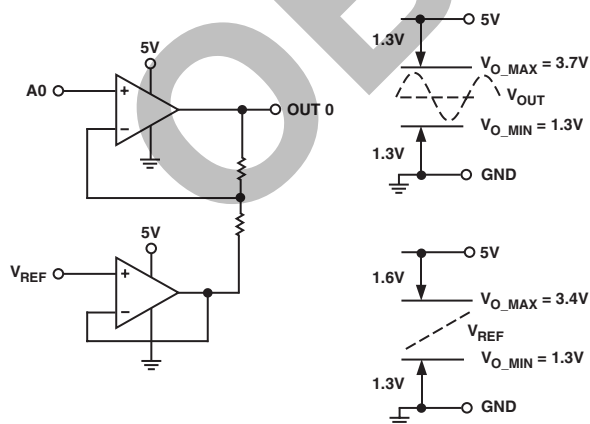 5V
A0
+
−
OUT 0
5V
V_REF
+
−
5V
1.3V
V_O_MAX = 3.7V
V_OUT
V_O_MIN = 1.3V
1.3V
GND
5V
1.6V
V_O_MAX = 3.4V
V_REF
V_O_MIN = 1.3V
1.3V
GND